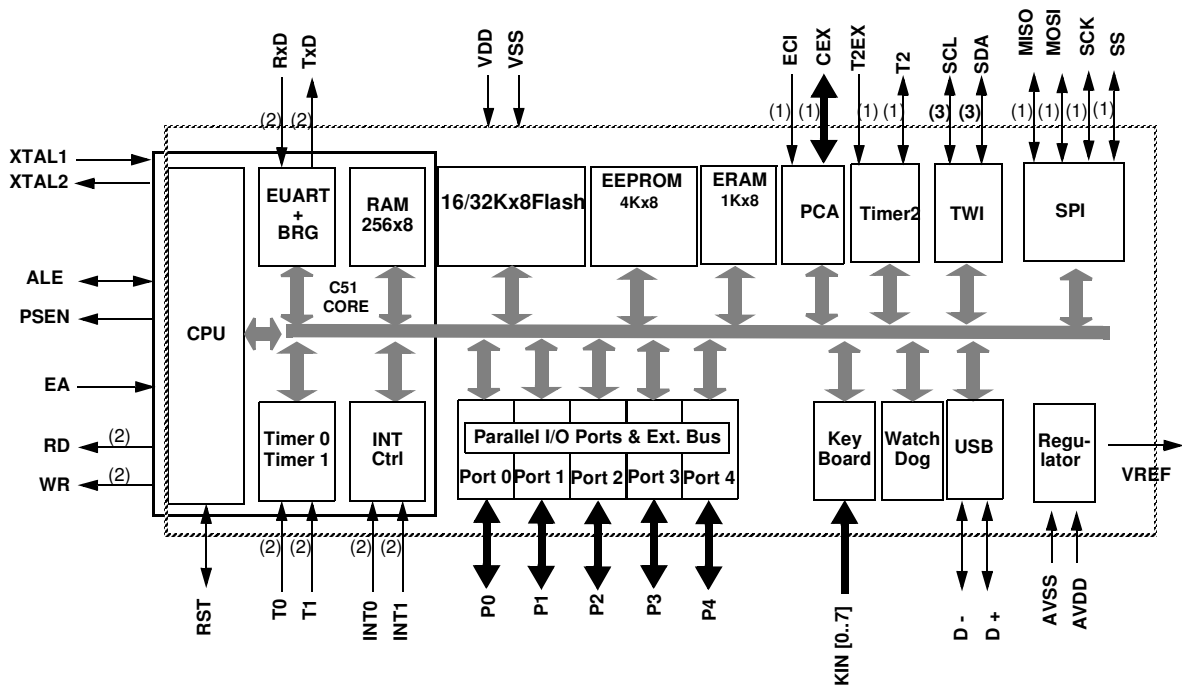 RxD
TxD
VDD
VSS
ECI
CEX
T2EX
T2
SCL
SDA
MISO
MOSI
SCK
SS
(2) (2)
(1) (1) (1) (1) (3) (3) (1) (1) (1) (1)
XTAL1
XTAL2
ALE
PSEN
EA
RD (2)
WR (2)
CPU
EUART
+
BRG
RAM
256x8
C51
CORE
16/32Kx8Flash
EEPROM
4Kx8
ERAM
1Kx8
PCA
Timer2
TWI
SPI
Timer 0
Timer 1
INT
Ctrl
Parallel I/O Ports & Ext. Bus
Port 0 Port 1 Port 2 Port 3 Port 4
Key
Board
Watch
Dog
USB
Regu-
lator
VREF
(2) (2) (2) (2)
RST
T0
T1
INT0
INT1
P0
P1
P2
P3
P4
KIN [0..7]
D -
D +
AVSS
AVDD